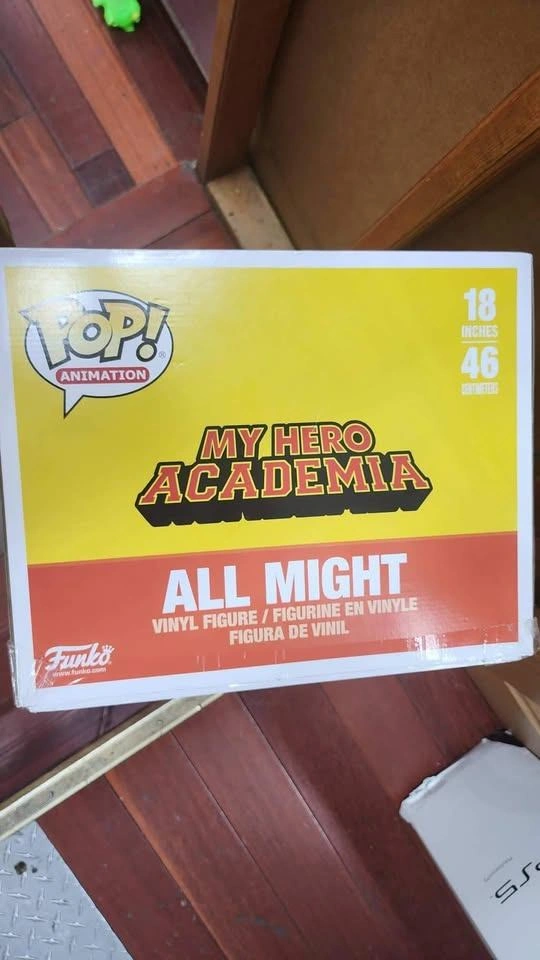 POP!
ANIMATION
18
INCHES
46
CENTIMETERS
MY HERO
ACADEMIA
ALL MIGHT
VINYL FIGURE / FIGURINE EN VINYLE
FIGURA DE VINIL
Funko
www.funko.com
PS5